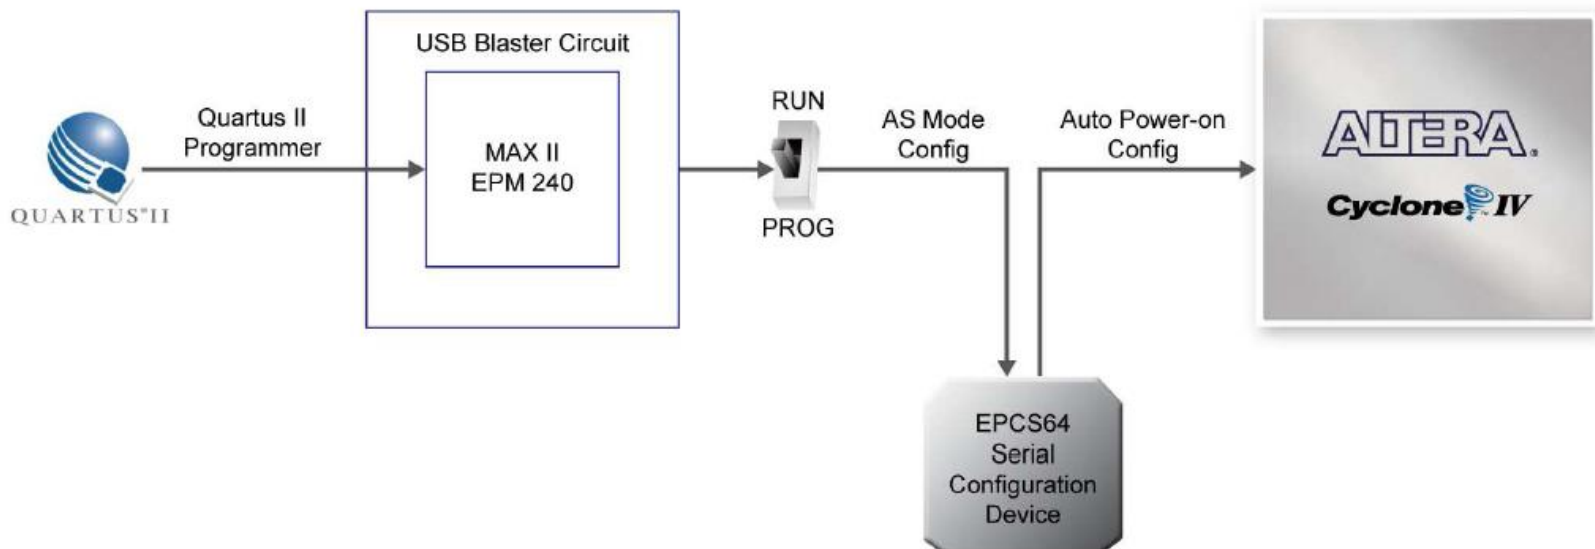 USB Blaster Circuit
Quartus II
Programmer
QUARTUS®II
MAX II
EPM 240
RUN
PROG
AS Mode
Config
Auto Power-on
Config
ALTERA®
Cyclone™ IV
EPCS64
Serial
Configuration
Device